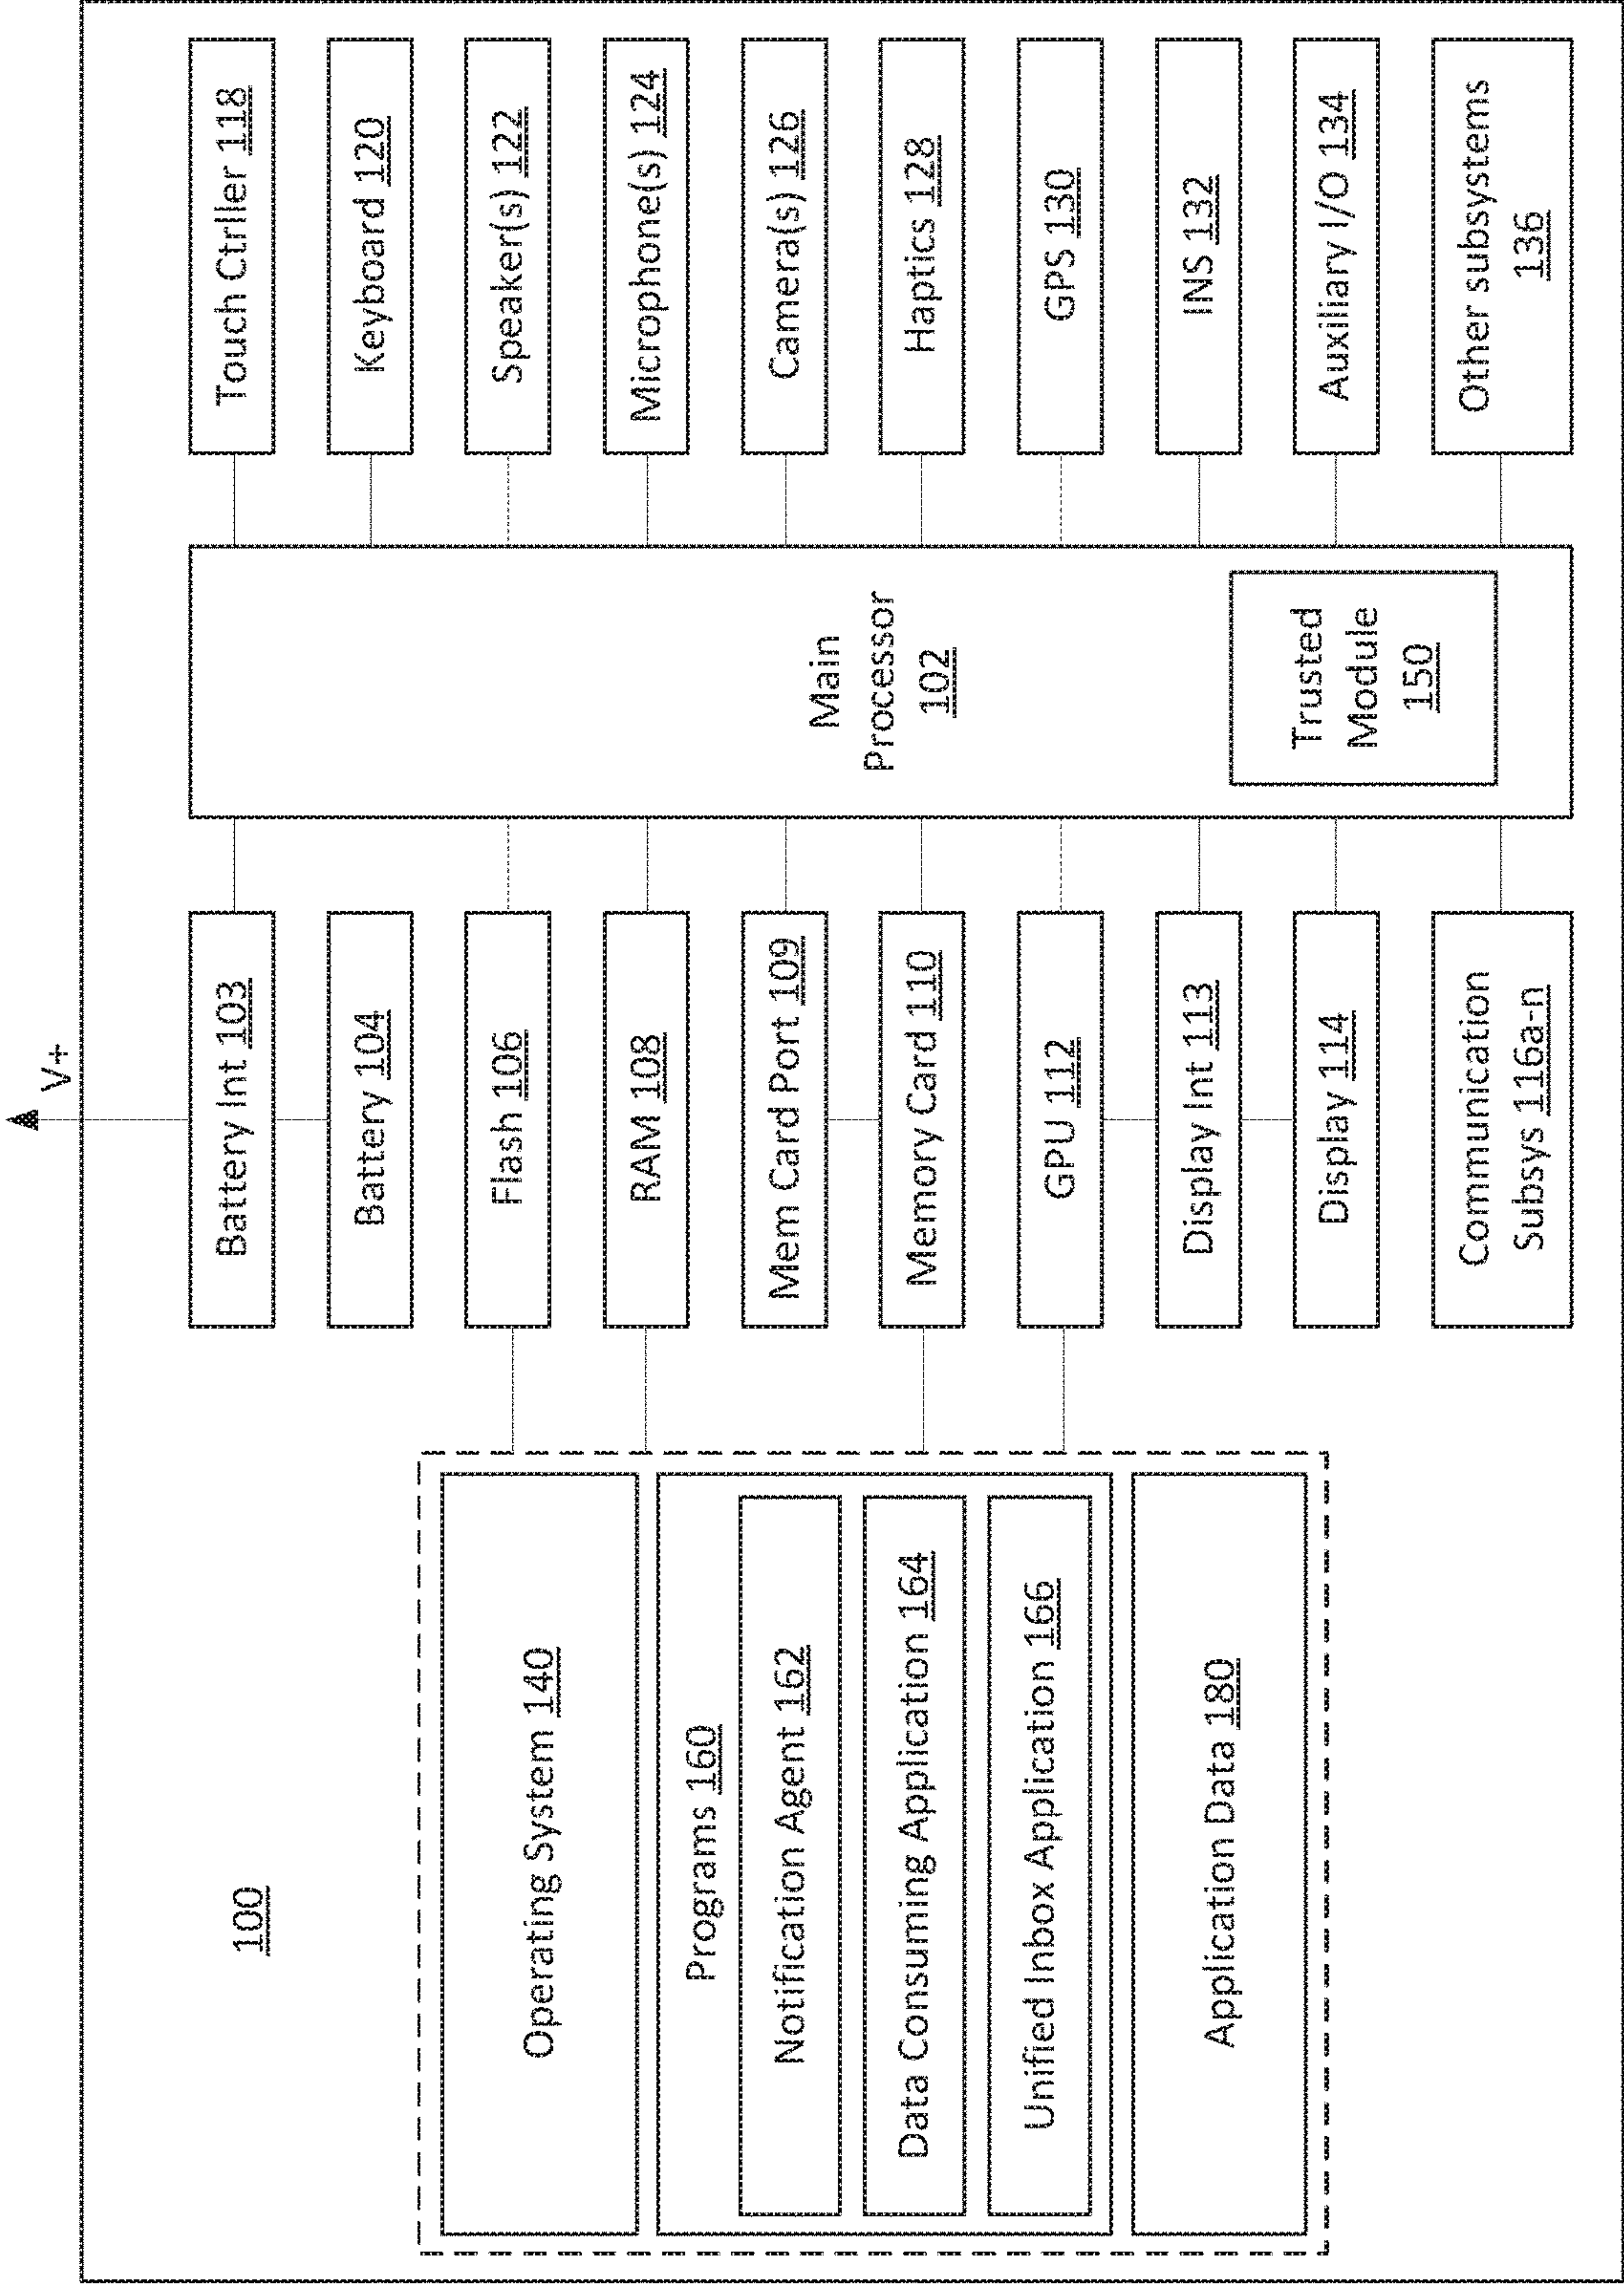 100
V+
Operating System 140
Programs 160
Notification Agent 162
Data Consuming Application 164
Unified Inbox Application 166
Application Data 180
Battery Int 103
Battery 104
Flash 106
RAM 108
Mem Card Port 109
Memory Card 110
GPU 112
Display Int 113
Display 114
Communication
Subsys 116a-n
Main
Processor
102
Trusted
Module
150
Touch Ctrller 118
Keyboard 120
Speaker(s) 122
Microphone(s) 124
Camera(s) 126
Haptics 128
GPS 130
INS 132
Auxiliary I/O 134
Other subsystems
136